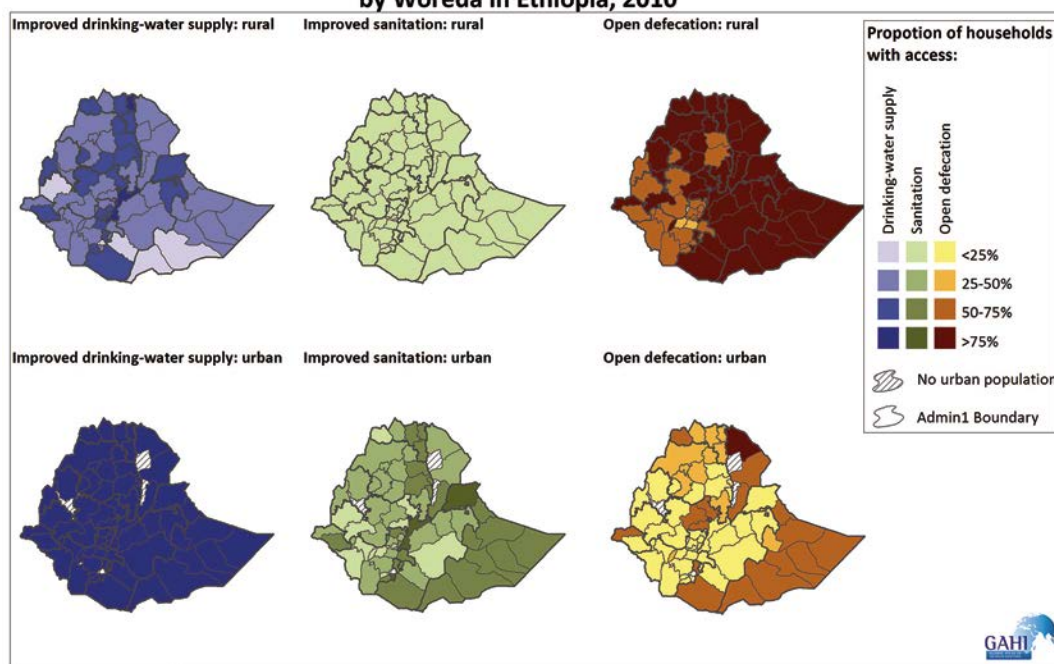 by Woreda in Ethiopia, 2010
Improved drinking-water supply: rural
Improved sanitation: rural
Open defecation: rural
Propotion of households
with access:
Drinking-water supply
Sanitation
Open defecation
<25%
25-50%
50-75%
>75%
No urban population
Admin1 Boundary
Improved drinking-water supply: urban
Improved sanitation: urban
Open defecation: urban
GAHI